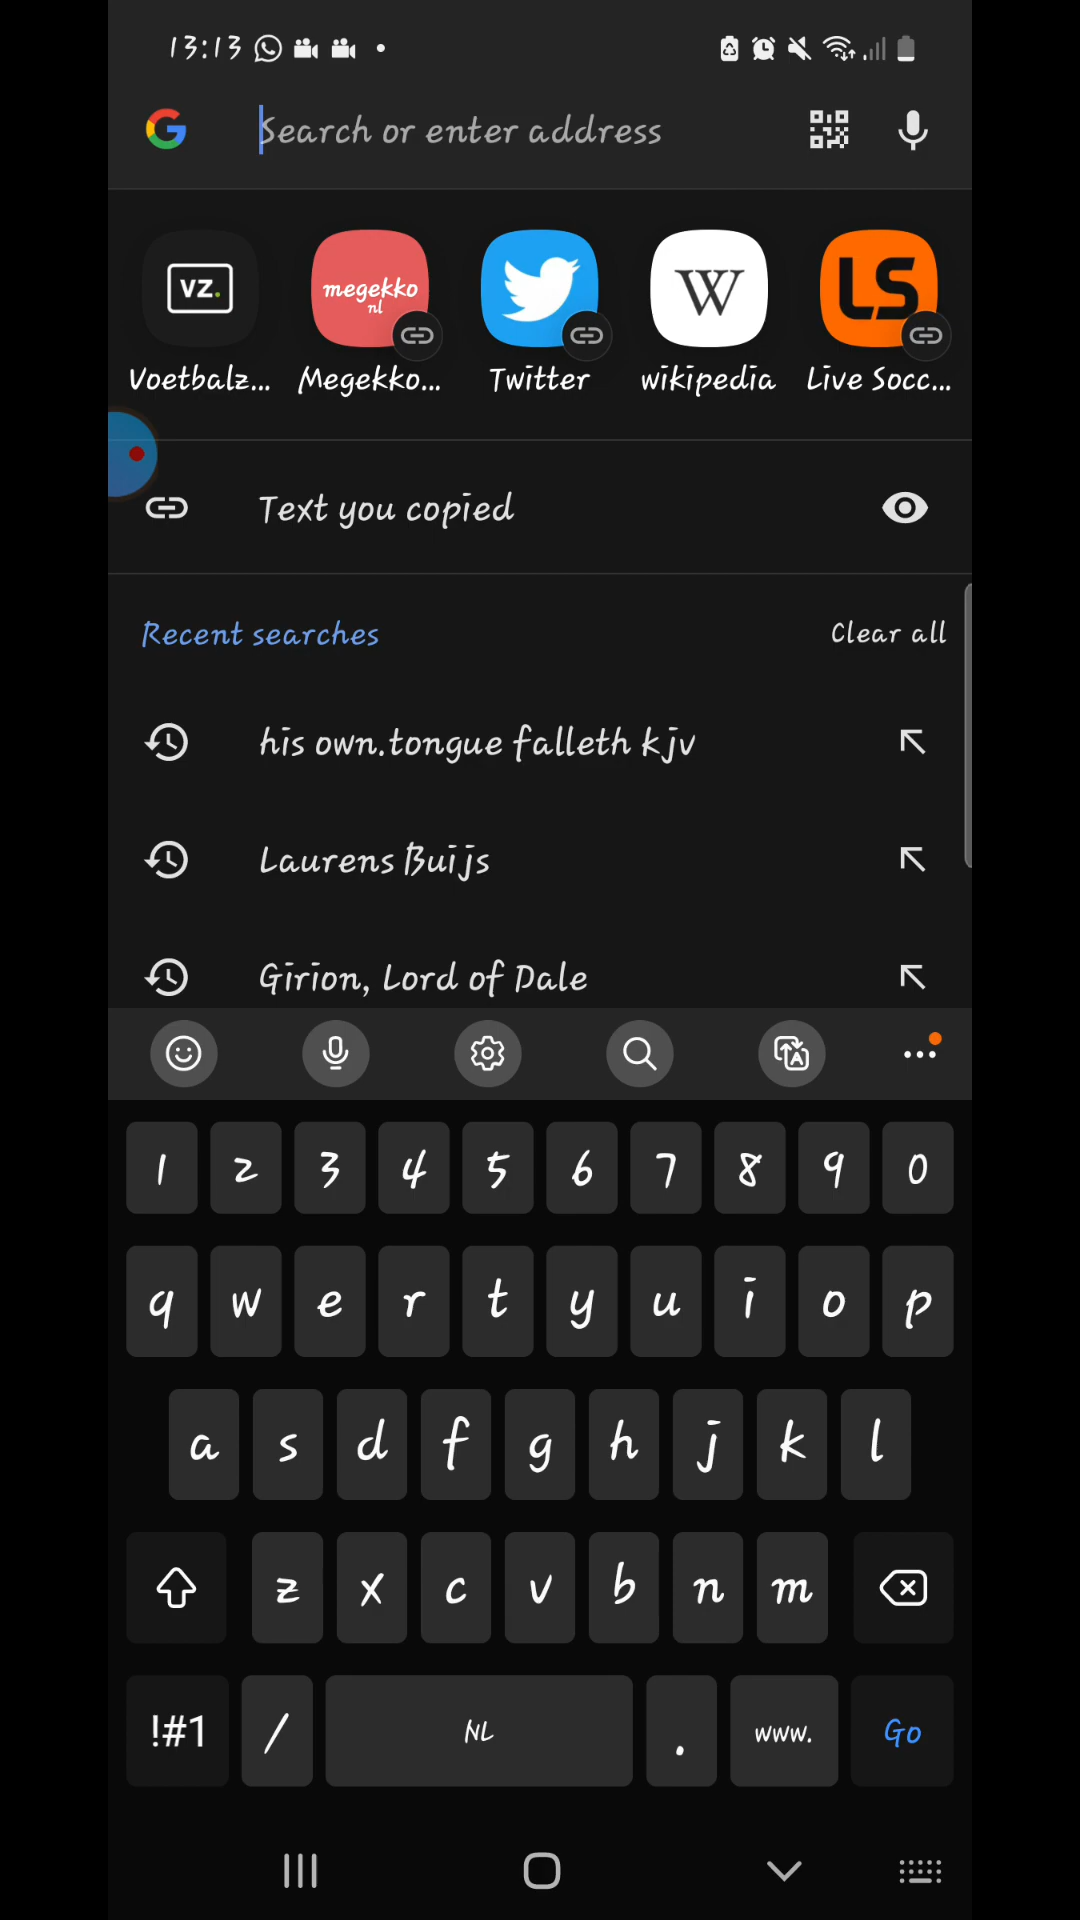 13:13
Search or enter address
VZ.
megekko
nl
W
LS
Voetbalz...
Megekko...
Twitter
wikipedia
Live Socc...
Text you copied
Recent searches
Clear all
his own.tongue falleth kjv
Laurens Buijs
Girion, Lord of Dale
1 2 3 4 5 6 7 8 9 0
q w e r t y u i o p
a s d f g h j k l
z x c v b n m
!#1 / NL . www. Go